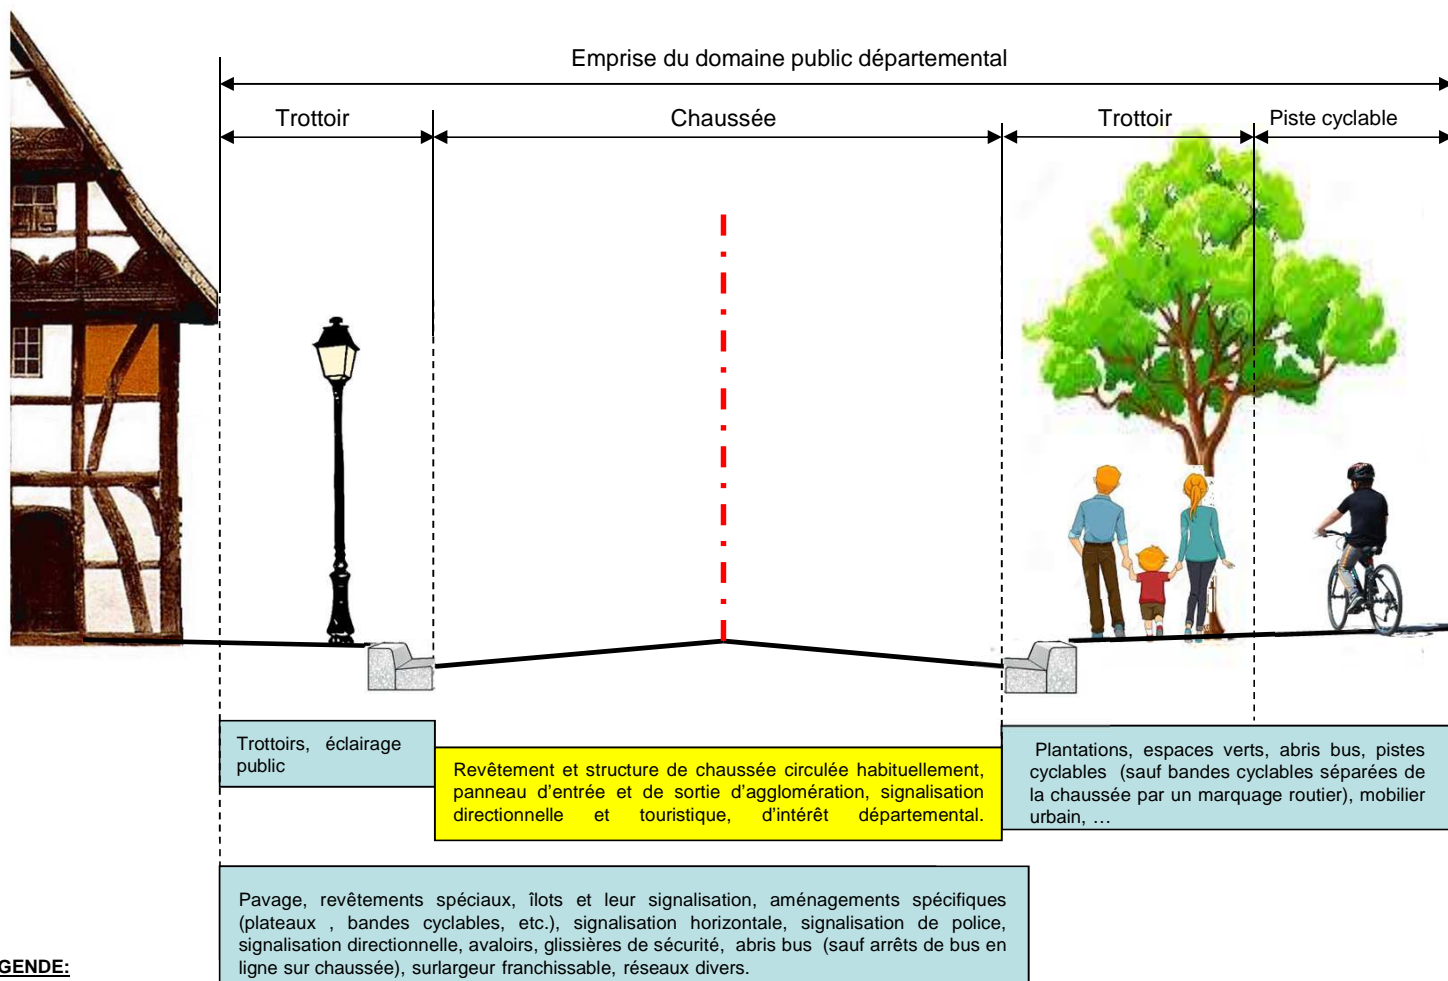 Emprise du domaine public départemental
Trottoir
Chaussée
Trottoir
Piste cyclable
Trottoirs, éclairage
public
Revêtement et structure de chaussée circulée habituellement,
panneau d'entrée et de sortie d'agglomération, signalisation
directionnelle et touristique, d'intérêt départemental.
Plantations, espaces verts, abris bus, pistes
cyclables (sauf bandes cyclables séparées de
la chaussée par un marquage routier), mobilier
urbain, …
Pavage, revêtements spéciaux, îlots et leur signalisation, aménagements spécifiques
(plateaux , bandes cyclables, etc.), signalisation horizontale, signalisation de police,
signalisation directionnelle, avaloirs, glissières de sécurité, abris bus (sauf arrêts de bus en
ligne sur chaussée), surlargeur franchissable, réseaux divers.
GENDE: